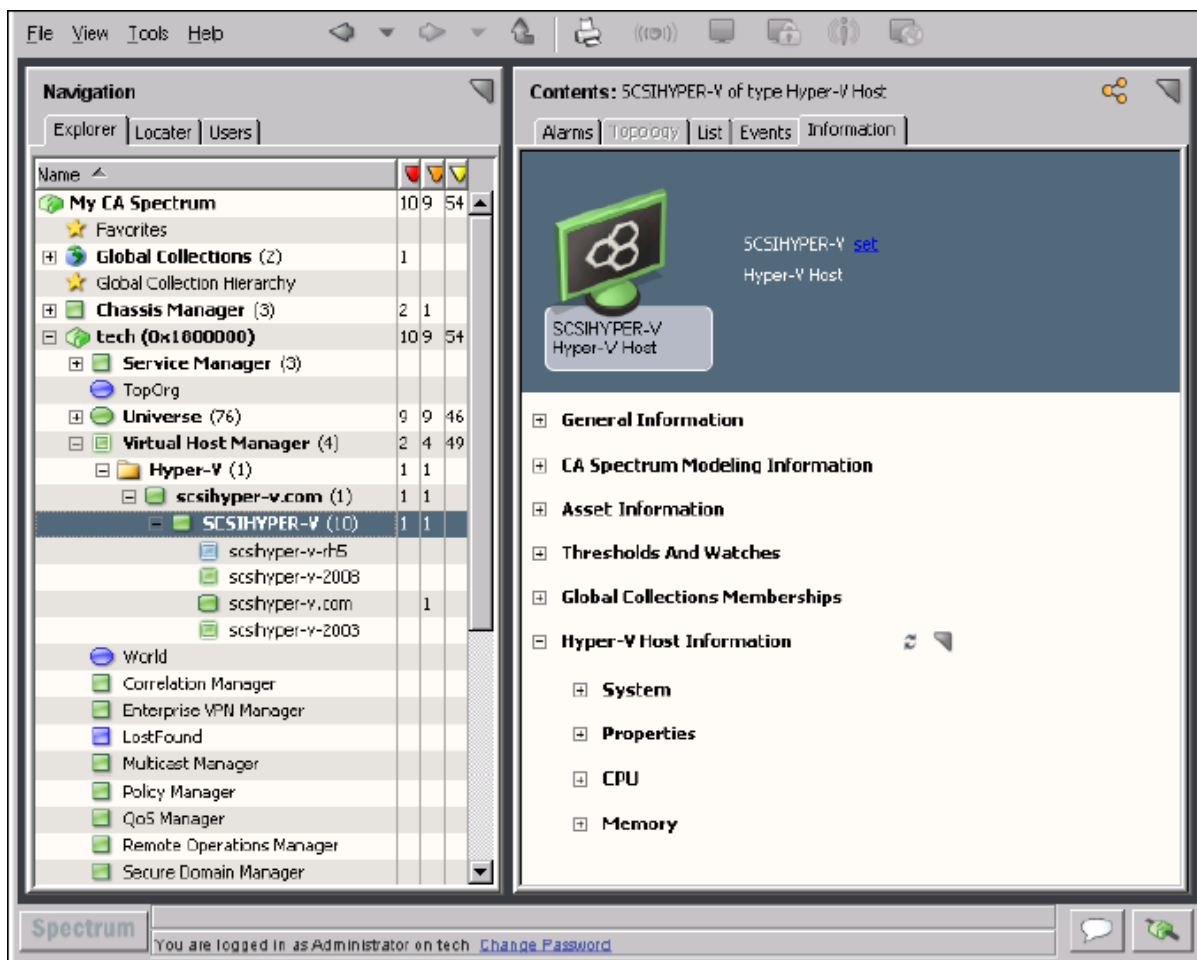 File View Tools Help
Navigation
Explorer Locater Users
Name
My CA Spectrum 10 9 54
Favorites
Global Collections (2) 1
Global Collection Hierarchy
Chassis Manager (3) 2 1
tech (0x1800000) 10 9 54
Service Manager (3)
TopOrg
Universe (76) 9 9 46
Virtual Host Manager (4) 2 4 49
Hyper-V (1) 1 1
scsihyper-v.com (1) 1 1
SCSIHYPER-V (10) 1 1
scsihyper-v-rh5
scsihyper-v-2008
scsihyper-v.com 1
scsihyper-v-2003
World
Correlation Manager
Enterprise VPN Manager
LostFound
Multicast Manager
Policy Manager
QoS Manager
Remote Operations Manager
Secure Domain Manager
Contents: SCSIHYPER-V of type Hyper-V Host
Alarms Topology List Events Information
SCSIHYPER-V set
Hyper-V Host
SCSIHYPER-V
Hyper-V Host
General Information
CA Spectrum Modeling Information
Asset Information
Thresholds And Watches
Global Collections Memberships
Hyper-V Host Information
System
Properties
CPU
Memory
Spectrum
You are logged in as Administrator on tech Change Password